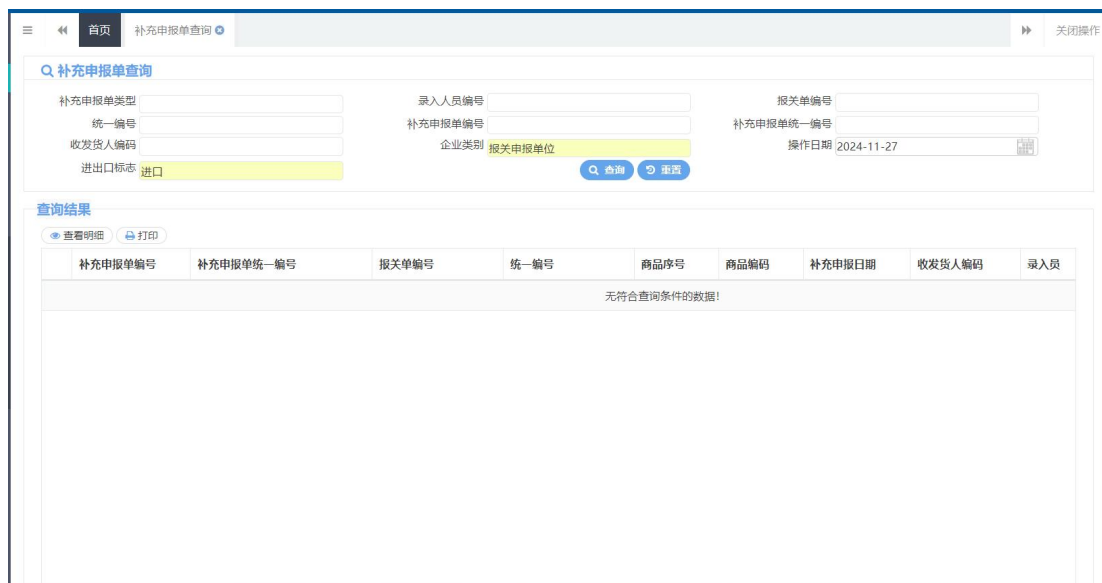 首页 补充申报单查询 关闭操作
补充申报单查询
补充申报单类型 录入人员编号 报关单编号
统一编号 补充申报单编号 补充申报单统一编号
收发货人编码 企业类别 报关申报单位 操作日期 2024-11-27
进出口标志 进口 查询 重置
查询结果
查看明细 打印
补充申报单编号 补充申报单统一编号 报关单编号 统一编号 商品序号 商品编码 补充申报日期 收发货人编码 录入员
无符合查询条件的数据!